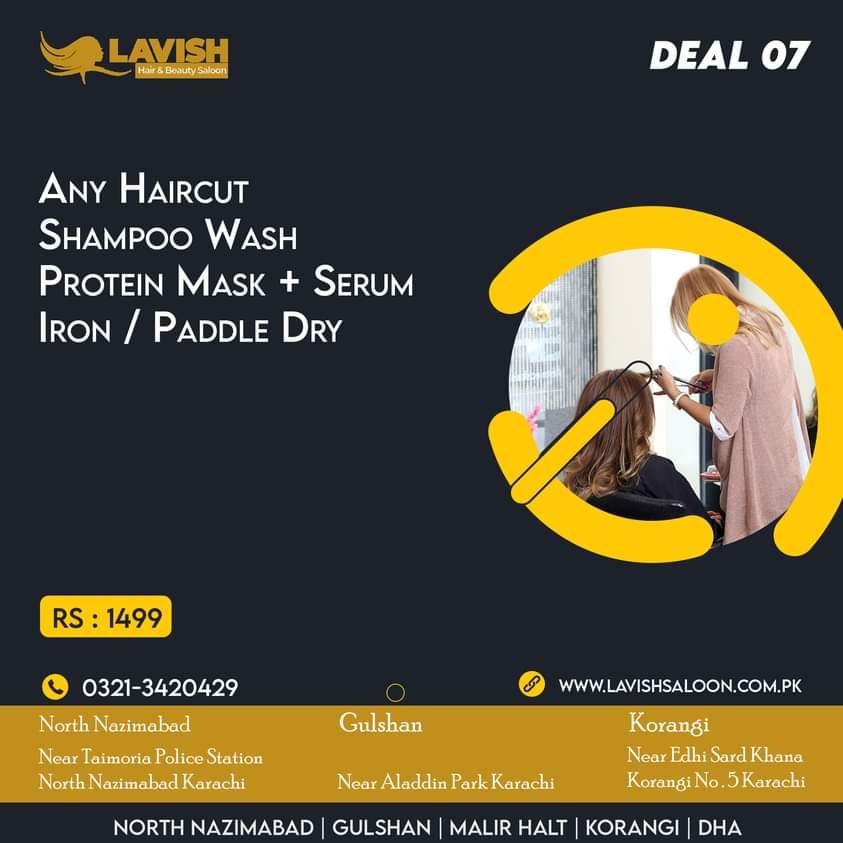 LAVISH
Hair & Beauty Saloon
DEAL 07
Any Haircut
Shampoo Wash
Protein Mask + Serum
Iron / Paddle Dry
RS : 1499
0321-3420429
WWW.LAVISHSALOON.COM.PK
North Nazimabad
Near Taimoria Police Station
North Nazimabad Karachi
Gulshan
Near Aladdin Park Karachi
Korangi
Near Edhi Sard Khana
Korangi No . 5 Karachi
NORTH NAZIMABAD | GULSHAN | MALIR HALT | KORANGI | DHA